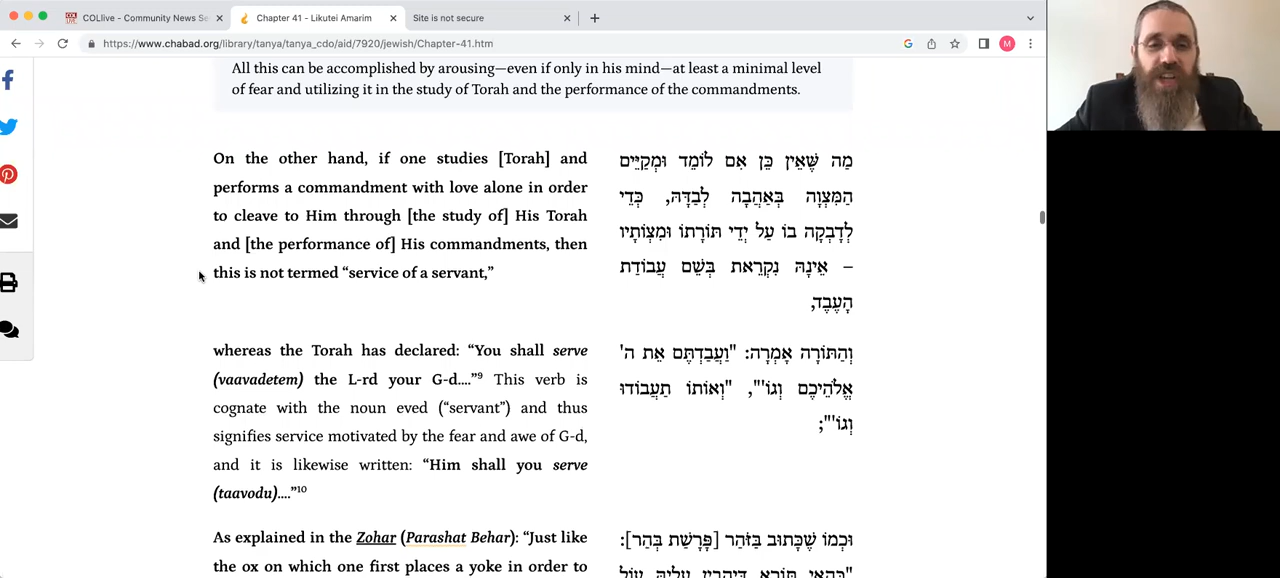 COLlive - Community News Se
Chapter 41 - Likutei Amarim
Site is not secure
https://www.chabad.org/library/tanya/tanya_cdo/aid/7920/jewish/Chapter-41.htm
M
All this can be accomplished by arousing—even if only in his mind—at least a minimal level
of fear and utilizing it in the study of Torah and the performance of the commandments.
On the other hand, if one studies [Torah] and
performs a commandment with love alone in order
to cleave to Him through [the study of] His Torah
and [the performance of] His commandments, then
this is not termed “service of a servant,”
מַה שֶּׁאֵין כֵּן אִם לוֹמֵד וּמְקַיֵּים
הַמִּצְוָה בְּאַהֲבָה לְבַדָּהּ, כְּדֵי
לְדָבְקָה בוֹ עַל יְדֵי תּוֹרָתוֹ וּמִצְוֹתָיו
– אֵינָהּ נִקְרֵאת בְּשֵׁם עֲבוֹדַת
הָעֶבֶד,
whereas the Torah has declared: “You shall serve
(vaavadetem) the L-rd your G-d....”9 This verb is
cognate with the noun eved (“servant”) and thus
signifies service motivated by the fear and awe of G-d,
and it is likewise written: “Him shall you serve
(taavodu)....”10
וְהַתּוֹרָה אָמְרָה: "וַעֲבַדְתֶּם אֵת ה'
אֱלֹהֵיכֶם וְגוֹ'", "וְאוֹתוֹ תַעֲבוֹדוּ
וְגוֹ'";
As explained in the Zohar (Parashat Behar): “Just like
the ox on which one first places a yoke in order to
וּכְמוֹ שֶׁכָּתוּב בַּזֹּהַר [פָּרָשַׁת בְּהַר]:
"כְּהַאי תּוֹרָא דְּיָהֲבִין עֲלֵיהּ עוֹל